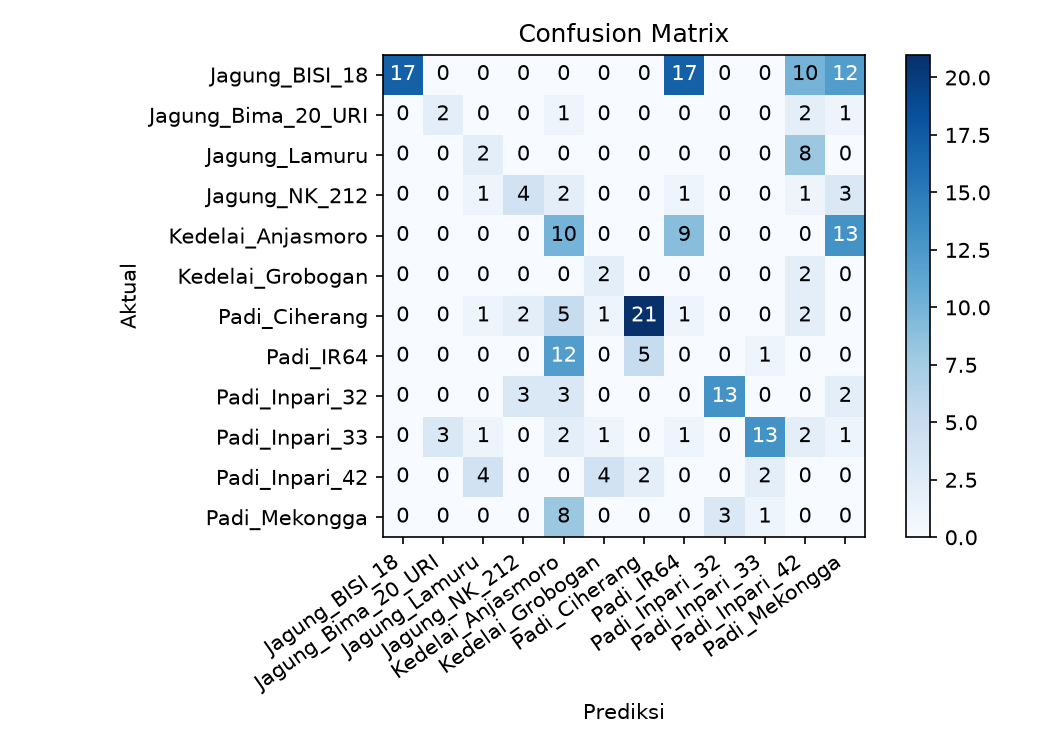 Confusion Matrix
Jagung_BISI_18 17 0 0 0 0 0 0 17 0 0 10 12
Jagung_Bima_20_URI 0 2 0 0 1 0 0 0 0 0 2 1
Jagung_Lamuru 0 0 2 0 0 0 0 0 0 0 8 0
Jagung_NK_212 0 0 1 4 2 0 0 1 0 0 1 3
Kedelai_Anjasmoro 0 0 0 0 10 0 0 9 0 0 0 13
Kedelai_Grobogan 0 0 0 0 0 2 0 0 0 0 2 0
Padi_Ciherang 0 0 1 2 5 1 21 1 0 0 2 0
Padi_IR64 0 0 0 0 12 0 5 0 0 1 0 0
Padi_Inpari_32 0 0 0 3 3 0 0 0 13 0 0 2
Padi_Inpari_33 0 3 1 0 2 1 0 1 0 13 2 1
Padi_Inpari_42 0 0 4 0 0 4 2 0 0 2 0 0
Padi_Mekongga 0 0 0 0 8 0 0 0 3 1 0 0
Aktual
Jagung_BISI_18
Jagung_Bima_20_URI
Jagung_Lamuru
Jagung_NK_212
Kedelai_Anjasmoro
Kedelai_Grobogan
Padi_Ciherang
Padi_IR64
Padi_Inpari_32
Padi_Inpari_33
Padi_Inpari_42
Padi_Mekongga
Prediksi
20.0
17.5
15.0
12.5
10.0
7.5
5.0
2.5
0.0